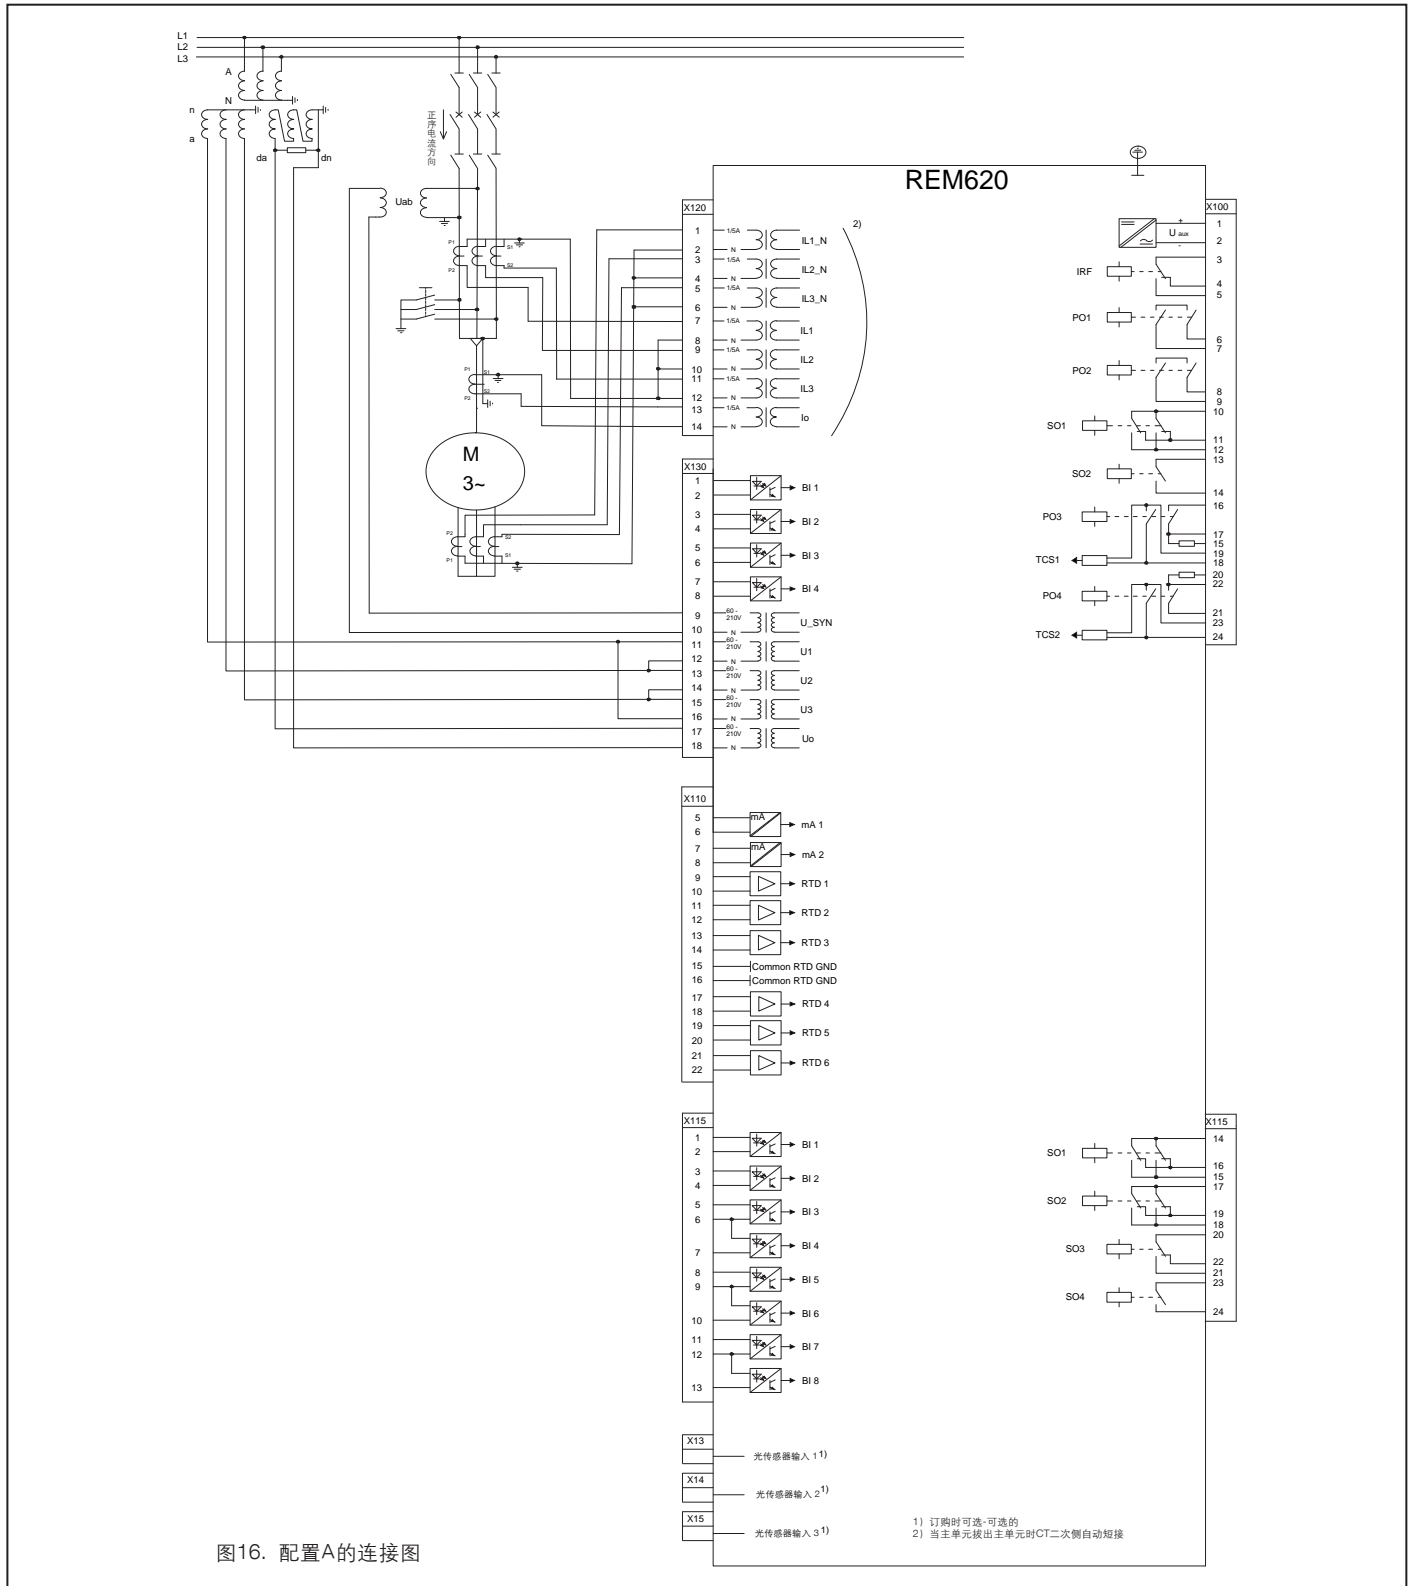 L1
L2
L3
A
N
n
a
da
dn
正序电流方向
Uab
P1
S1
P2
S2
P1
S1
P2
S2
M
3~
P2
S2
P1
S1
REM620
X120
1 1/5A
2 N
IL1_N
3 1/5A
4 N
IL2_N
5 1/5A
6 N
IL3_N
7 1/5A
8 N
IL1
9 1/5A
10 N
IL2
11 1/5A
12 N
IL3
13 1/5A
14 N
Io
2)
X130
1
2
BI 1
3
4
BI 2
5
6
BI 3
7
8
BI 4
9 60 - 210V
10 N
U_SYN
11 60 - 210V
12 N
U1
13 60 - 210V
14 N
U2
15 60 - 210V
16 N
U3
17 60 - 210V
18 N
Uo
X110
5
6
mA
mA 1
7
8
mA
mA 2
9
10
RTD 1
11
12
RTD 2
13
14
RTD 3
15 Common RTD GND
16 Common RTD GND
17
18
RTD 4
19
20
RTD 5
21
22
RTD 6
X115
1
2
BI 1
3
4
BI 2
5
6
BI 3
7
BI 4
8
9
BI 5
10
BI 6
11
12
BI 7
13
BI 8
X13
光传感器输入 1 1)
X14
光传感器输入 2 1)
X15
光传感器输入 3 1)
X100
U aux
+
-
1
2
IRF
3
4
5
PO1
6
7
PO2
8
9
SO1
10
11
12
SO2
13
14
PO3
16
17
15
19
TCS1
18
20
22
PO4
21
23
TCS2
24
X115
SO1
14
16
15
SO2
17
19
18
SO3
20
22
21
SO4
23
24
1) 订购时可选-可选的
2) 当主单元拔出主单元时CT二次侧自动短接
图16. 配置A的连接图